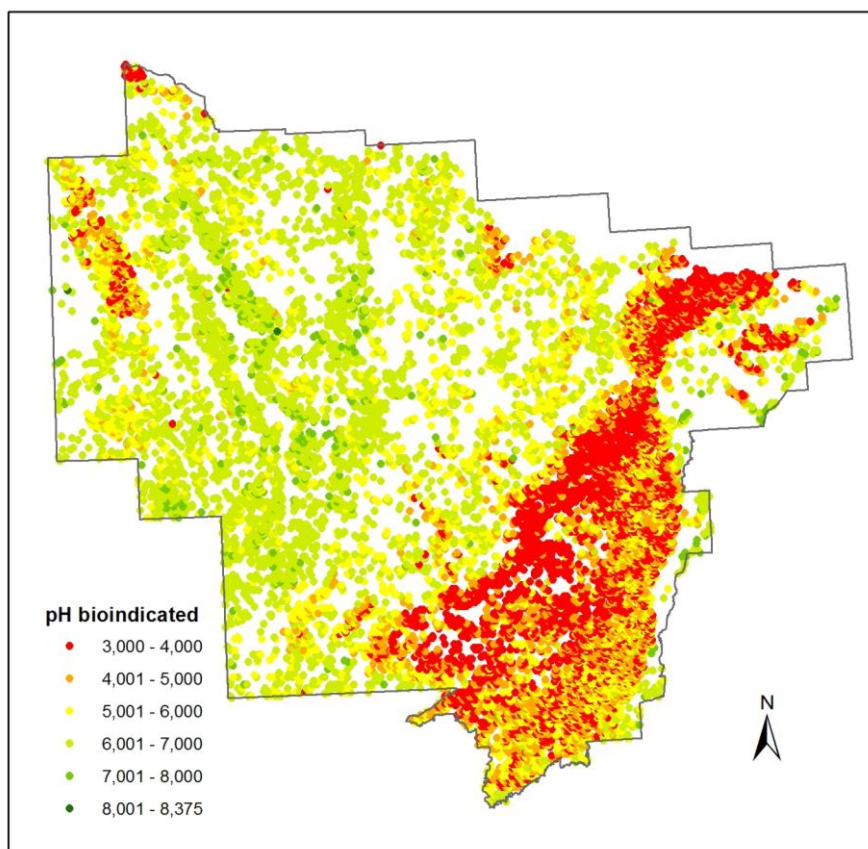 pH bioindicated
3,000 - 4,000
4,001 - 5,000
5,001 - 6,000
6,001 - 7,000
7,001 - 8,000
8,001 - 8,375
N